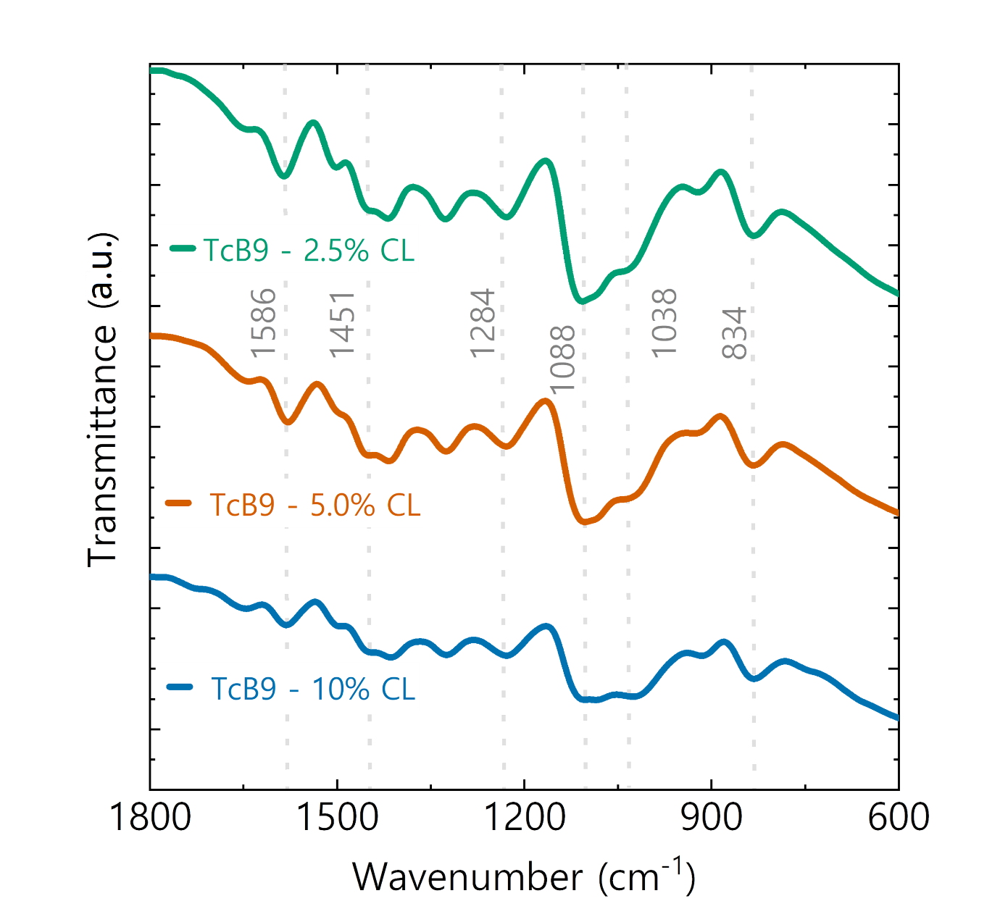 TcB9 - 2.5% CL
1586
1451
1284
1088
1038
834
TcB9 - 5.0% CL
TcB9 - 10% CL
Transmittance (a.u.)
1800
1500
1200
900
600
Wavenumber (cm⁻¹)